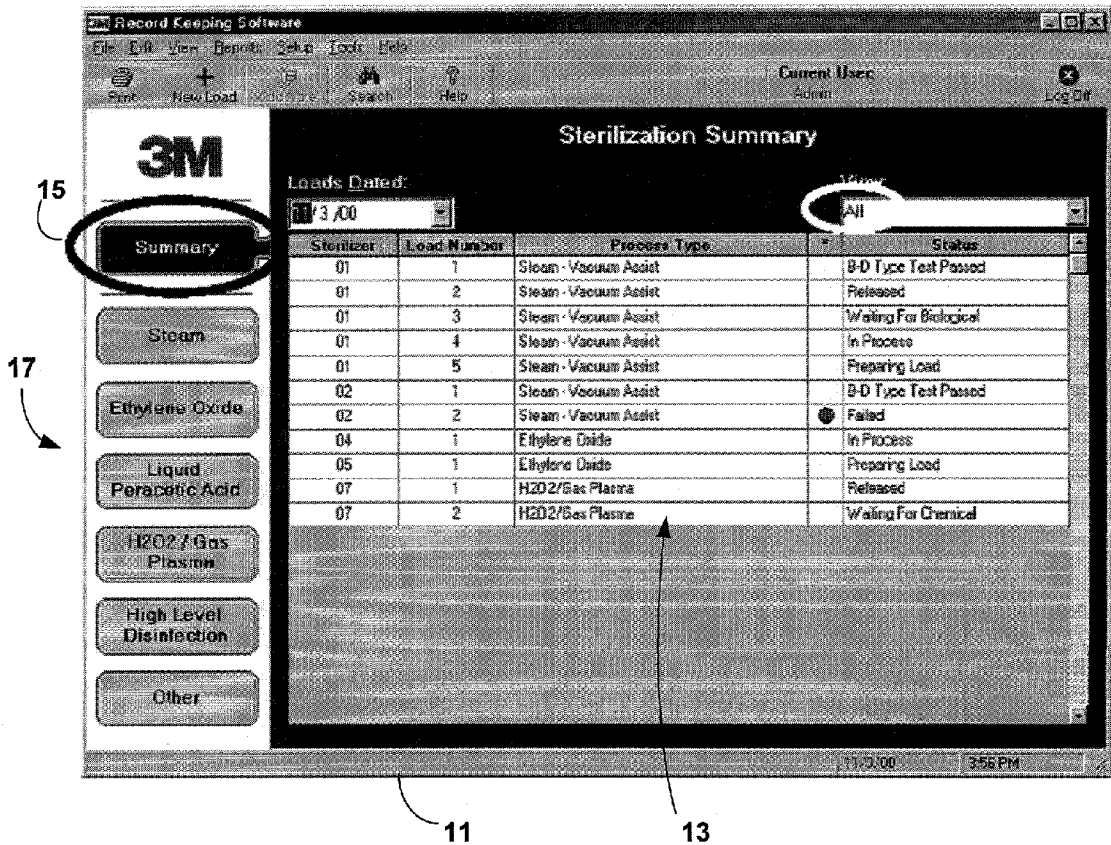 3M Record Keeping Software
File Edit View Reports Setup Tools Help
Print New Load Search Help
Current User:
Admin
Log Off
3M
Sterilization Summary
Loads Dated:
View:
11/ 3 /00
All
15
Summary
Steam
17
Ethylene Oxide
Liquid
Peracetic Acid
H2O2 / Gas
Plasma
High Level
Disinfection
Other
Sterilizer Load Number Process Type * Status
01 1 Steam - Vacuum Assist B-D Type Test Passed
01 2 Steam - Vacuum Assist Released
01 3 Steam - Vacuum Assist Waiting For Biological
01 4 Steam - Vacuum Assist In Process
01 5 Steam - Vacuum Assist Preparing Load
02 1 Steam - Vacuum Assist B-D Type Test Passed
02 2 Steam - Vacuum Assist Failed
04 1 Ethylene Oxide In Process
05 1 Ethylene Oxide Preparing Load
07 1 H2O2/Gas Plasma Released
07 2 H2O2/Gas Plasma Waiting For Chemical
11/3/00 3:56 PM
11
13